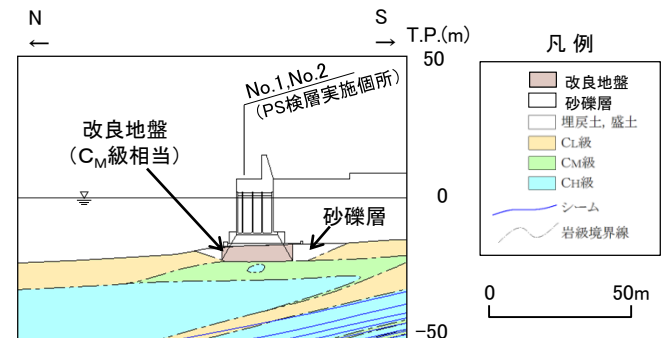 N
S
T.P.(m)
50
0
-50
No.1,No.2
(PS検層実施個所)
改良地盤
(CM級相当)
砂礫層
凡 例
改良地盤
砂礫層
埋戻土, 盛土
CL級
CM級
CH級
シーム
岩級境界線
0
50m